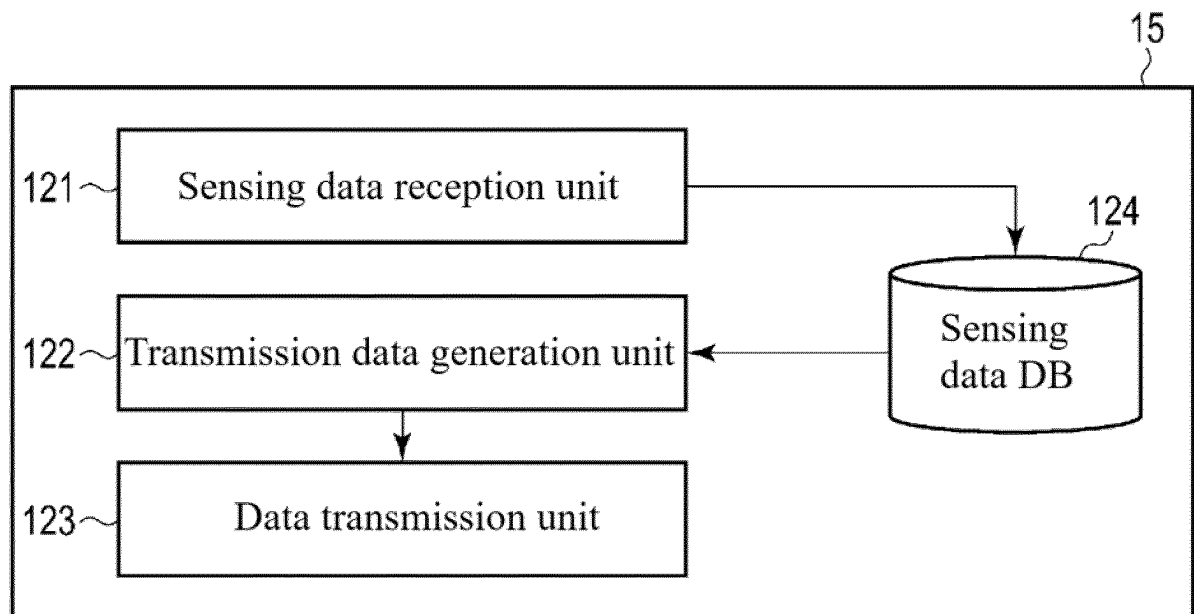 15
121
Sensing data reception unit
124
122
Transmission data generation unit
Sensing
data DB
123
Data transmission unit